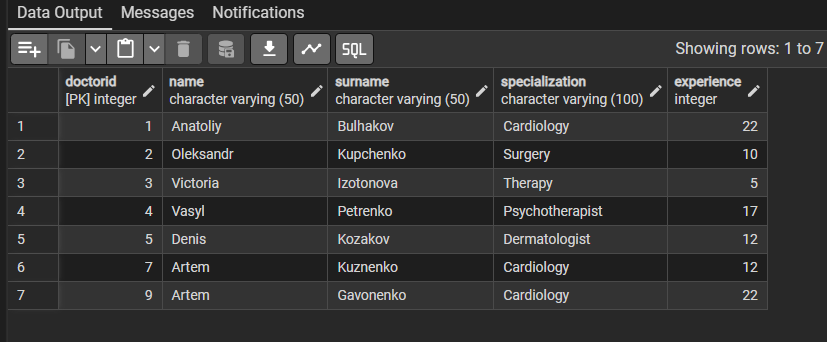 Data Output Messages Notifications
SQL Showing rows: 1 to 7
doctorid name surname specialization experience
[PK] integer character varying (50) character varying (50) character varying (100) integer
1 1 Anatoliy Bulhakov Cardiology 22
2 2 Oleksandr Kupchenko Surgery 10
3 3 Victoria Izotonova Therapy 5
4 4 Vasyl Petrenko Psychotherapist 17
5 5 Denis Kozakov Dermatologist 12
6 7 Artem Kuznenko Cardiology 12
7 9 Artem Gavonenko Cardiology 22